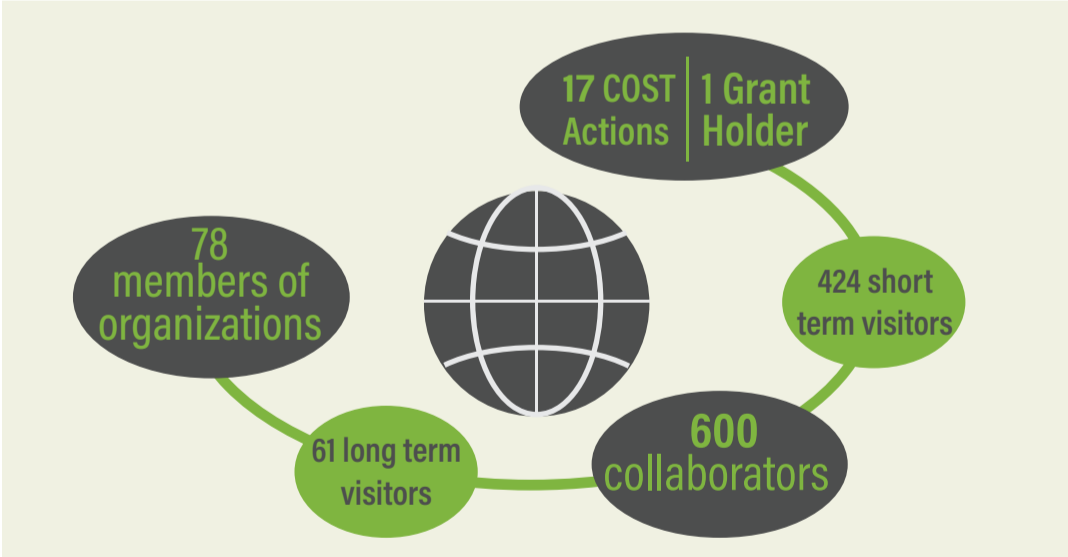 17 COST
Actions
1 Grant
Holder
78
members of
organizations
424 short
term visitors
600
collaborators
61 long term
visitors